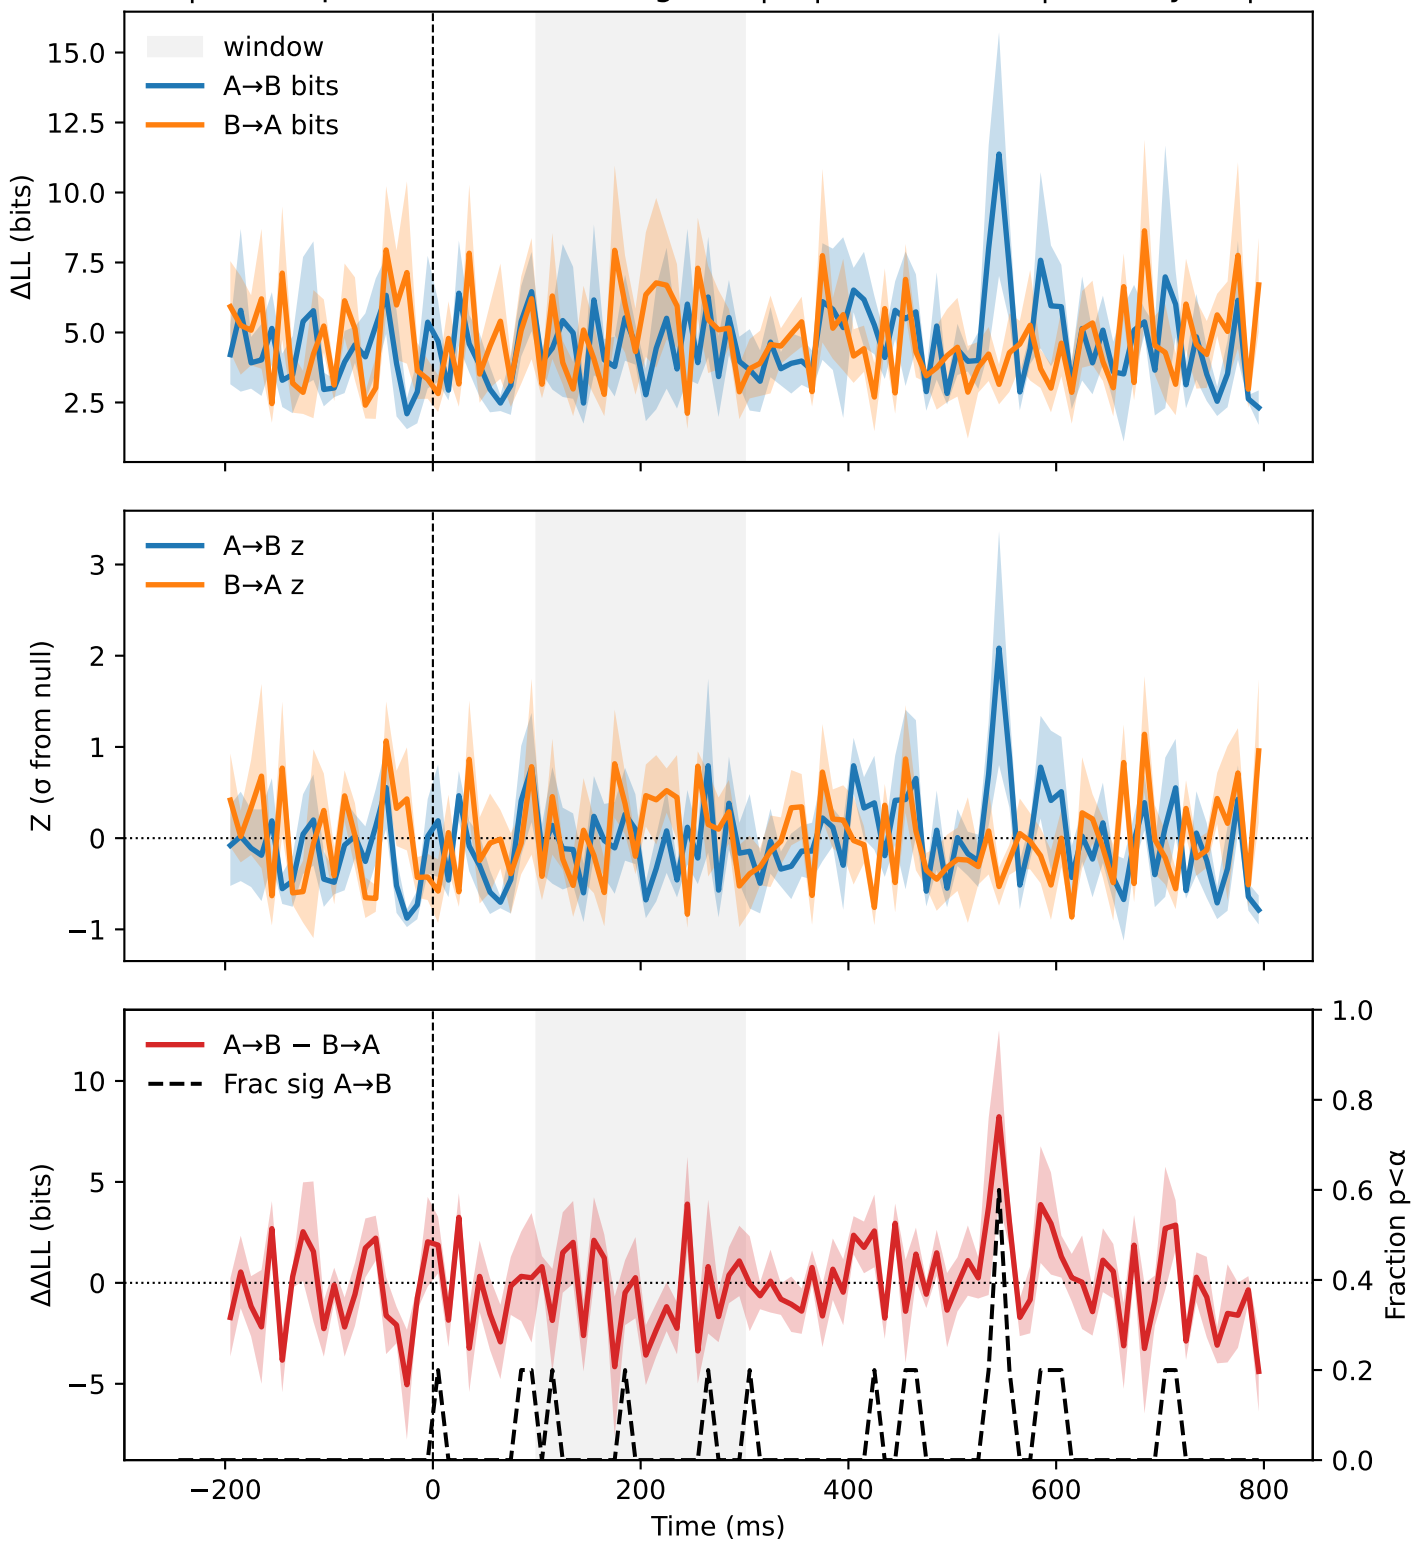 15.0
12.5
10.0
7.5
5.0
2.5
ΔLL (bits)
window
A→B bits
B→A bits
3
2
1
0
−1
Z (σ from null)
A→B z
B→A z
10
5
0
−5
ΔΔLL (bits)
A→B − B→A
Frac sig A→B
1.0
0.8
0.6
0.4
0.2
0.0
Fraction p<α
−200 0 200 400 600 800
Time (ms)